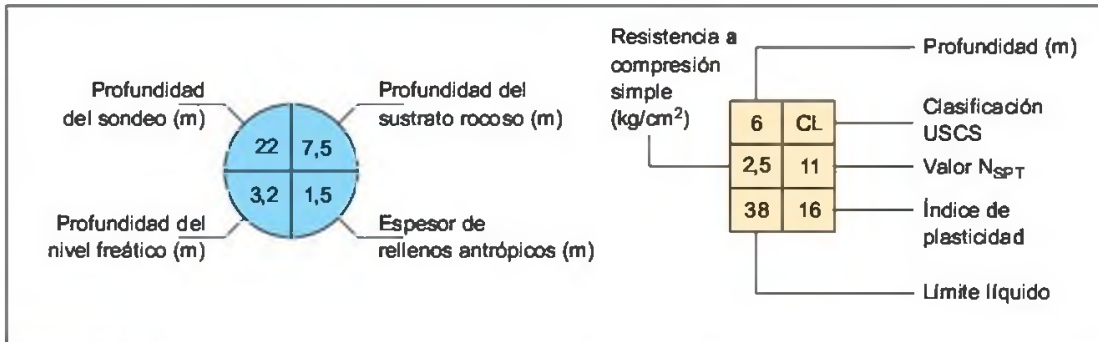 Profundidad
del sondeo (m)
Profundidad del
sustrato rocoso (m)
22 7,5
3,2 1,5
Profundidad del
nivel freático (m)
Espesor de
rellenos antrópicos (m)
Resistencia a
compresión
simple
(kg/cm²)
Profundidad (m)
6 CL
Clasificación
USCS
2,5 11
Valor N_SPT
38 16
Índice de
plasticidad
Límite líquido